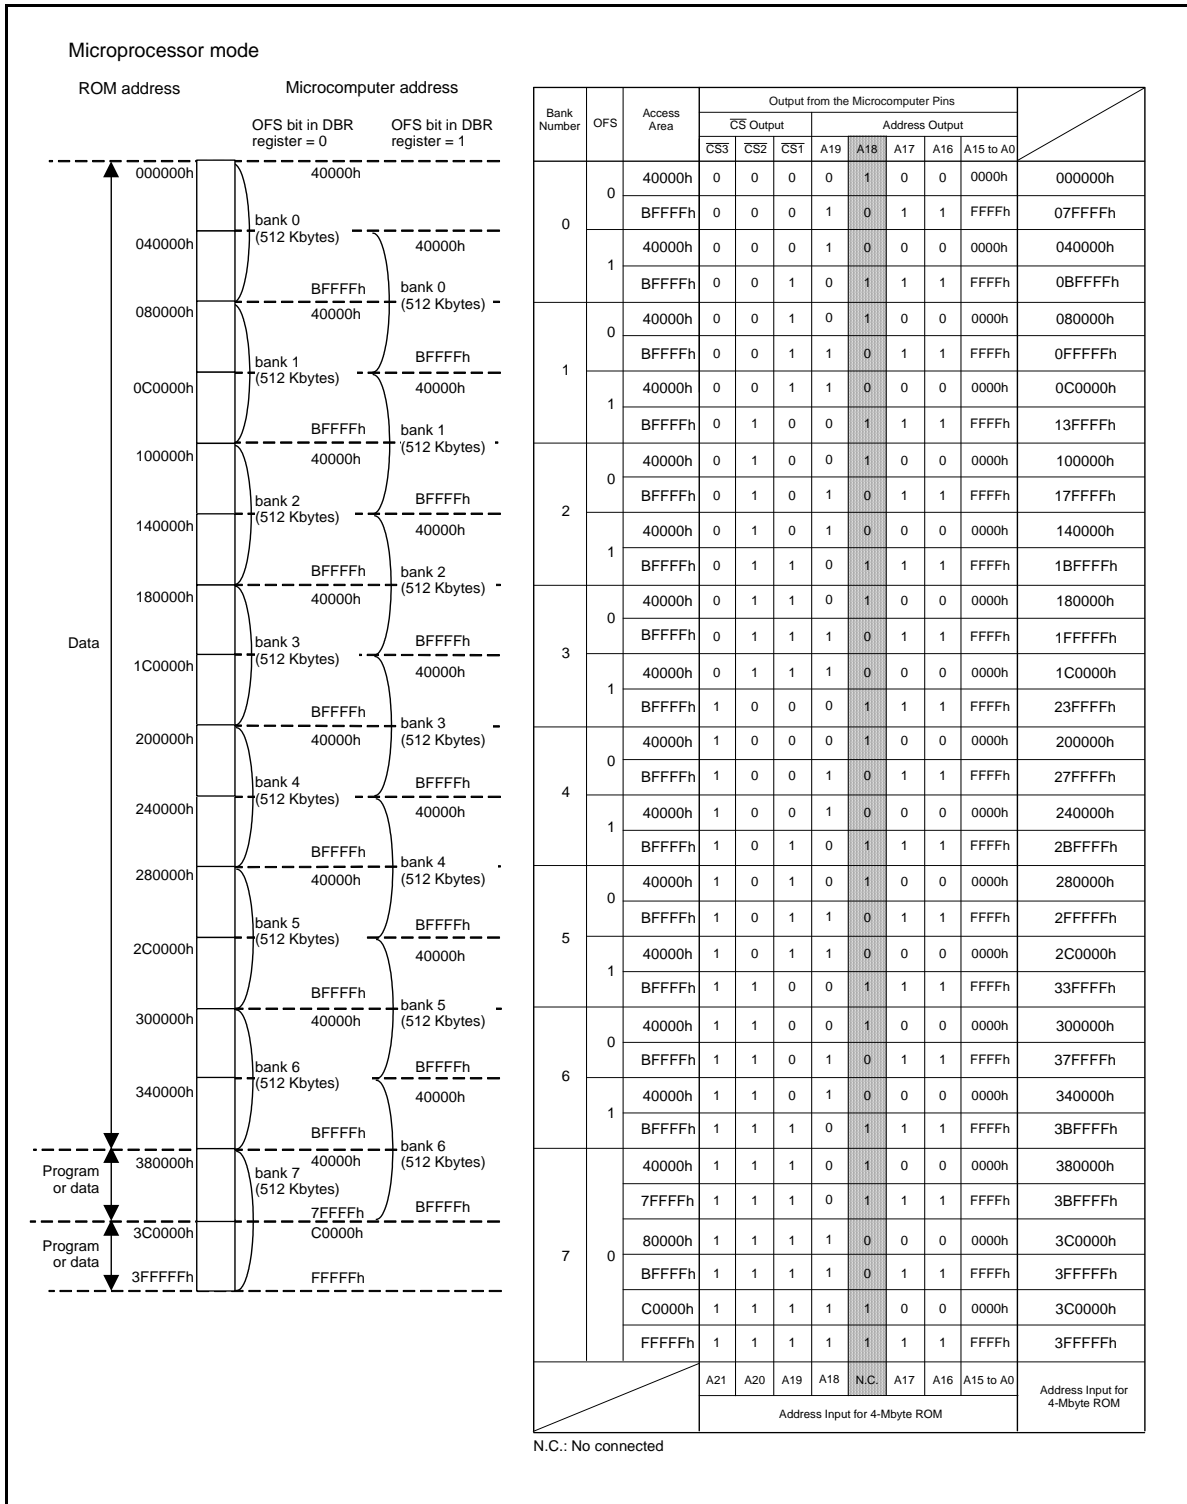 Microprocessor mode
ROM address
Microcomputer address
OFS bit in DBR
register = 0
OFS bit in DBR
register = 1
000000h
40000h
bank 0
(512 Kbytes)
040000h
40000h
BFFFFh
bank 0
(512 Kbytes)
080000h
40000h
bank 1
(512 Kbytes)
BFFFFh
0C0000h
40000h
BFFFFh
bank 1
(512 Kbytes)
100000h
40000h
bank 2
(512 Kbytes)
BFFFFh
140000h
40000h
BFFFFh
bank 2
(512 Kbytes)
180000h
40000h
Data
bank 3
(512 Kbytes)
BFFFFh
1C0000h
40000h
BFFFFh
bank 3
(512 Kbytes)
200000h
40000h
bank 4
(512 Kbytes)
BFFFFh
240000h
40000h
BFFFFh
bank 4
(512 Kbytes)
280000h
40000h
bank 5
(512 Kbytes)
BFFFFh
2C0000h
40000h
BFFFFh
bank 5
(512 Kbytes)
300000h
40000h
bank 6
(512 Kbytes)
BFFFFh
340000h
40000h
BFFFFh
bank 6
(512 Kbytes)
380000h
40000h
Program
or data
bank 7
(512 Kbytes)
7FFFFh
BFFFFh
3C0000h
C0000h
Program
or data
3FFFFFh
FFFFFh
Bank
Number
OFS
Access
Area
Output from the Microcomputer Pins
CS Output
Address Output
CS3 CS2 CS1 A19 A18 A17 A16 A15 to A0
0 0 40000h 0 0 0 0 1 0 0 0000h 000000h
BFFFFh 0 0 0 1 0 1 1 FFFFh 07FFFFh
1 40000h 0 0 0 1 0 0 0 0000h 040000h
BFFFFh 0 0 1 0 1 1 1 FFFFh 0BFFFFh
1 0 40000h 0 0 1 0 1 0 0 0000h 080000h
BFFFFh 0 0 1 1 0 1 1 FFFFh 0FFFFFh
1 40000h 0 0 1 1 0 0 0 0000h 0C0000h
BFFFFh 0 1 0 0 1 1 1 FFFFh 13FFFFh
2 0 40000h 0 1 0 0 1 0 0 0000h 100000h
BFFFFh 0 1 0 1 0 1 1 FFFFh 17FFFFh
1 40000h 0 1 0 1 0 0 0 0000h 140000h
BFFFFh 0 1 1 0 1 1 1 FFFFh 1BFFFFh
3 0 40000h 0 1 1 0 1 0 0 0000h 180000h
BFFFFh 0 1 1 1 0 1 1 FFFFh 1FFFFFh
1 40000h 0 1 1 1 0 0 0 0000h 1C0000h
BFFFFh 1 0 0 0 1 1 1 FFFFh 23FFFFh
4 0 40000h 1 0 0 0 1 0 0 0000h 200000h
BFFFFh 1 0 0 1 0 1 1 FFFFh 27FFFFh
1 40000h 1 0 0 1 0 0 0 0000h 240000h
BFFFFh 1 0 1 0 1 1 1 FFFFh 2BFFFFh
5 0 40000h 1 0 1 0 1 0 0 0000h 280000h
BFFFFh 1 0 1 1 0 1 1 FFFFh 2FFFFFh
1 40000h 1 0 1 1 0 0 0 0000h 2C0000h
BFFFFh 1 1 0 0 1 1 1 FFFFh 33FFFFh
6 0 40000h 1 1 0 0 1 0 0 0000h 300000h
BFFFFh 1 1 0 1 0 1 1 FFFFh 37FFFFh
1 40000h 1 1 0 1 0 0 0 0000h 340000h
BFFFFh 1 1 1 0 1 1 1 FFFFh 3BFFFFh
7 0 40000h 1 1 1 0 1 0 0 0000h 380000h
7FFFFh 1 1 1 0 1 1 1 FFFFh 3BFFFFh
80000h 1 1 1 1 0 0 0 0000h 3C0000h
BFFFFh 1 1 1 1 0 1 1 FFFFh 3FFFFFh
C0000h 1 1 1 1 1 0 0 0000h 3C0000h
FFFFFh 1 1 1 1 1 1 1 FFFFh 3FFFFFh
A21 A20 A19 A18 N.C. A17 A16 A15 to A0
Address Input for 4-Mbyte ROM
Address Input for
4-Mbyte ROM
N.C.: No connected